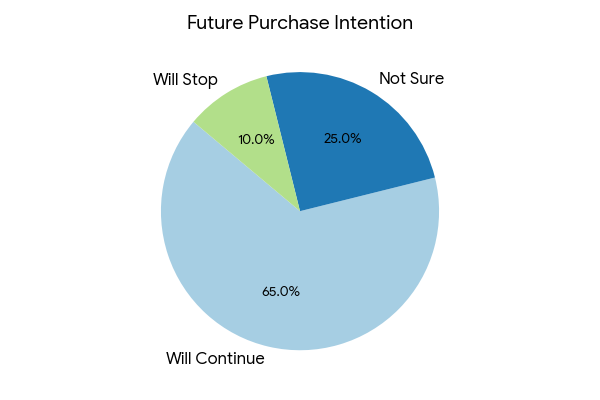 Future Purchase Intention
Will Stop
Not Sure
10.0%
25.0%
65.0%
Will Continue